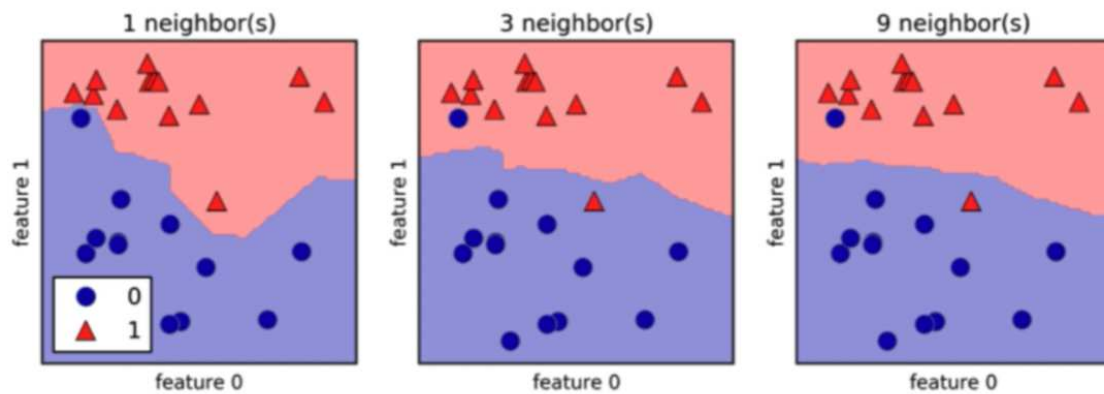 1 neighbor(s)
3 neighbor(s)
9 neighbor(s)
feature 1
feature 1
feature 1
0
1
feature 0
feature 0
feature 0